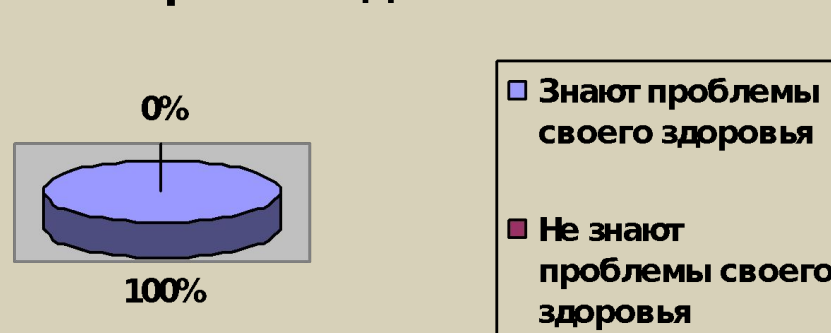 0%
100%
Знают проблемы
своего здоровья
Не знают
проблемы своего
здоровья